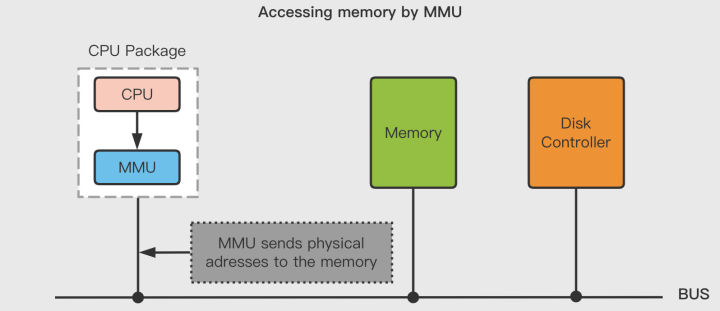 Accessing memory by MMU
CPU Package
CPU
MMU
Memory
Disk
Controller
MMU sends physical
adresses to the memory
BUS